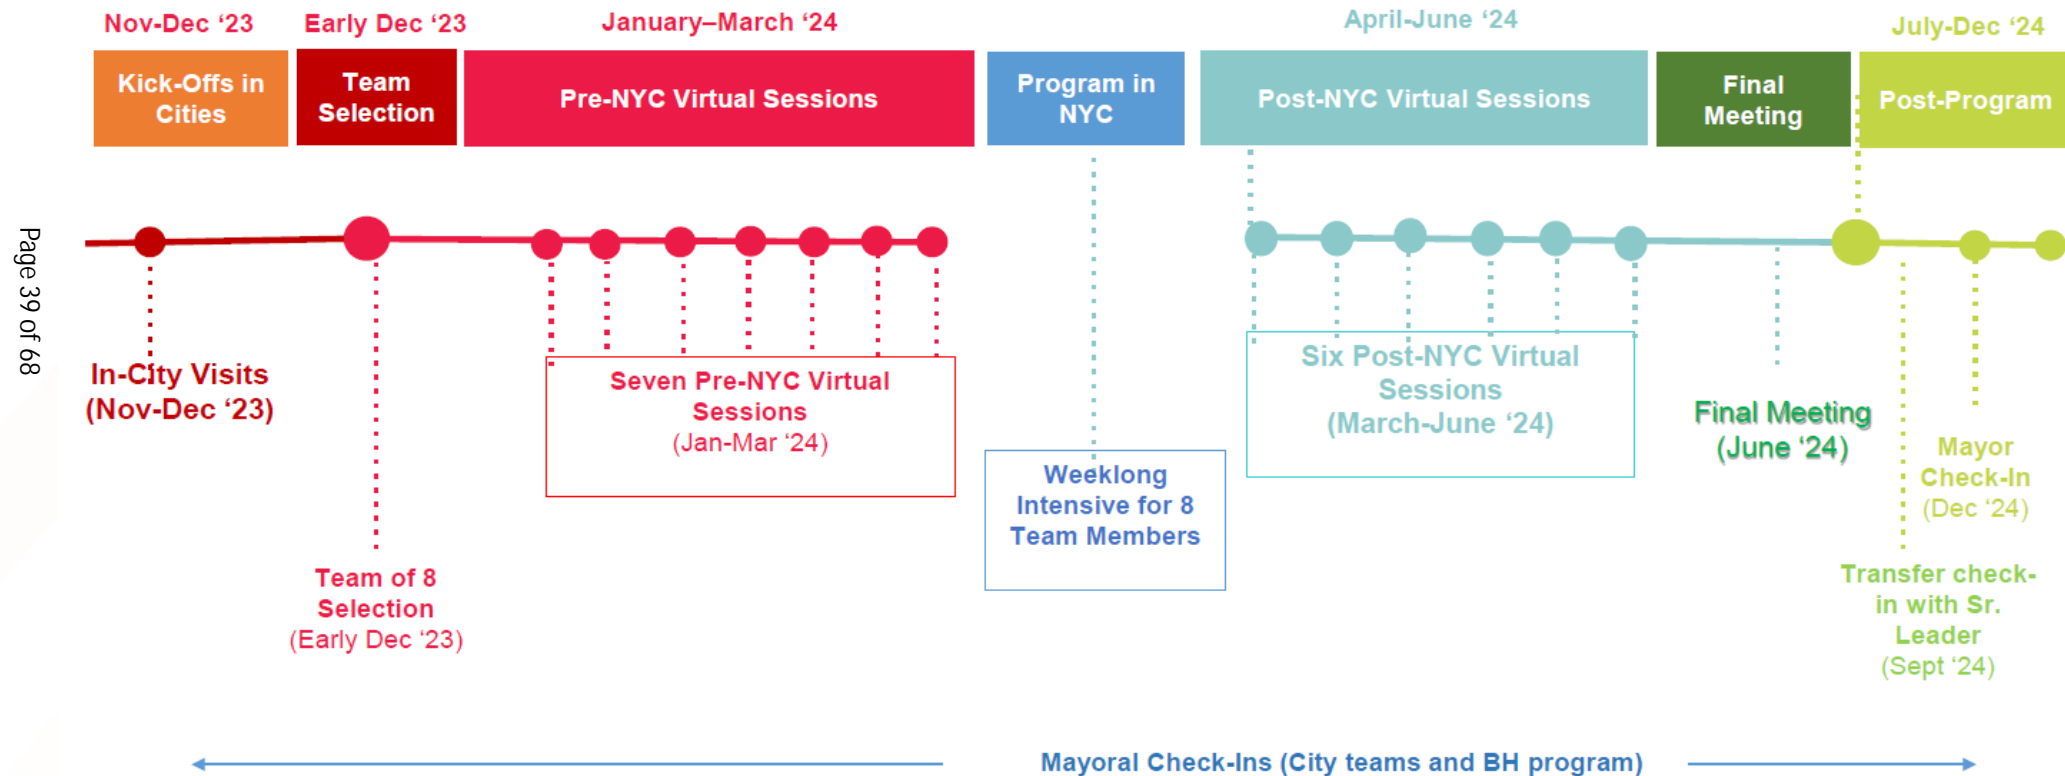 Nov-Dec ‘23
Early Dec ‘23
January–March ‘24
April-June ‘24
July-Dec ‘24
Kick-Offs in
Cities
Team
Selection
Pre-NYC Virtual Sessions
Program in
NYC
Post-NYC Virtual Sessions
Final
Meeting
Post-Program
Page 39 of 68
In-City Visits
(Nov-Dec ‘23)
Team of 8
Selection
(Early Dec ‘23)
Seven Pre-NYC Virtual
Sessions
(Jan-Mar ‘24)
Weeklong
Intensive for 8
Team Members
Six Post-NYC Virtual
Sessions
(March-June ‘24)
Final Meeting
(June ‘24)
Mayor
Check-In
(Dec ‘24)
Transfer check-
in with Sr.
Leader
(Sept ‘24)
Mayoral Check-Ins (City teams and BH program)